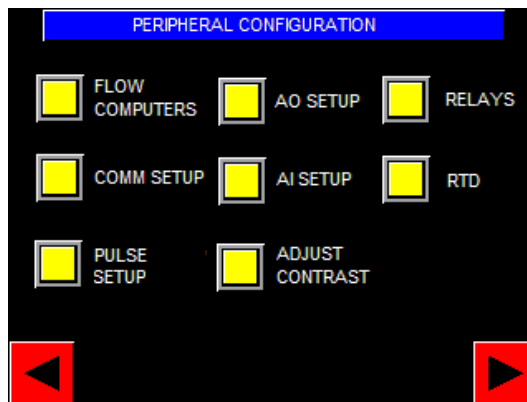 PERIPHERAL CONFIGURATION
FLOW
COMPUTERS
AO SETUP
RELAYS
COMM SETUP
AI SETUP
RTD
PULSE
SETUP
ADJUST
CONTRAST